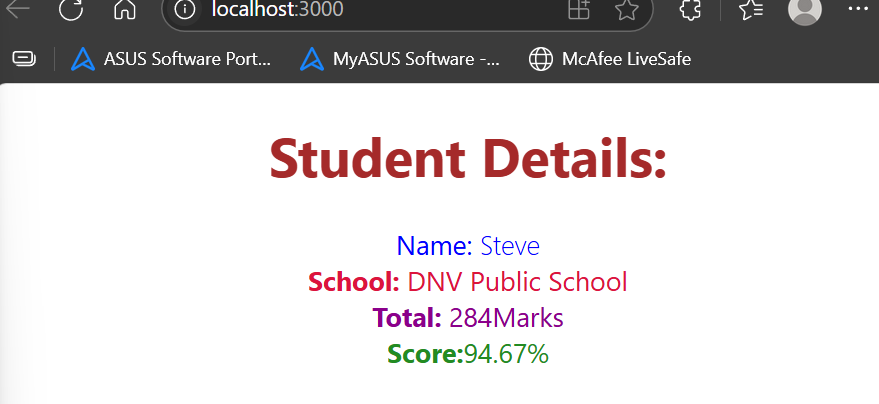 localhost:3000
ASUS Software Port... MyASUS Software -... McAfee LiveSafe
Student Details:
Name: Steve
School: DNV Public School
Total: 284Marks
Score:94.67%